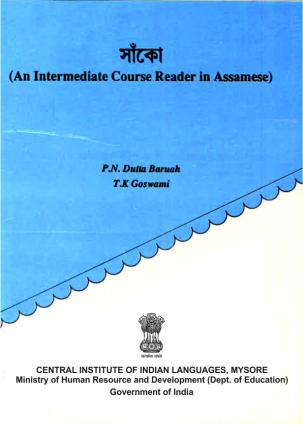 সাঁকো
(An Intermediate Course Reader in Assamese)
P.N. Dutta Baruah
T.K Goswami
CENTRAL INSTITUTE OF INDIAN LANGUAGES, MYSORE
Ministry of Human Resource and Development (Dept. of Education)
Government of India